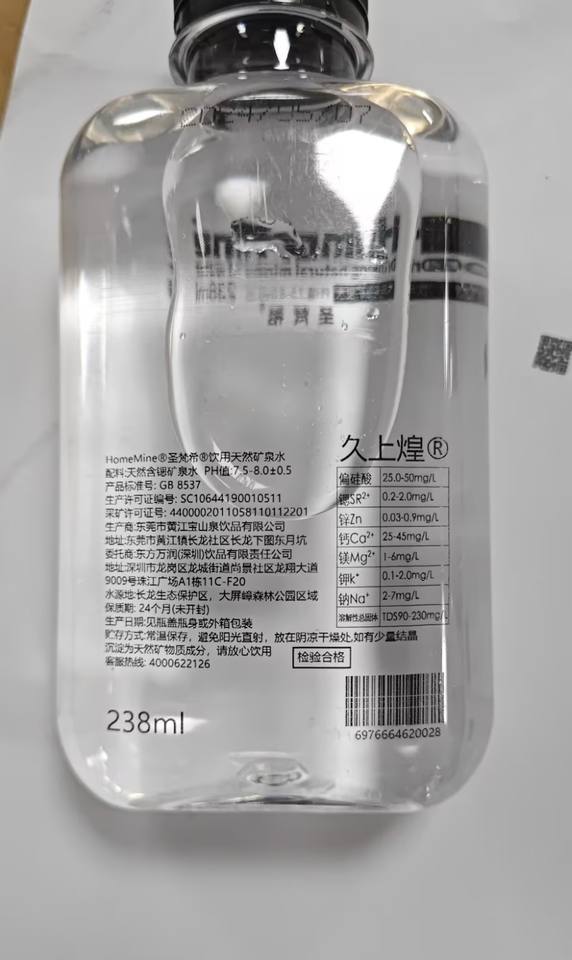 HomeMine®圣梵希®饮用天然矿泉水
配料:天然含锶矿泉水 PH值:7.5-8.0±0.5
产品标准号: GB 8537
生产许可证编号: SC10644190010511
采矿许可证号: 4400002011058110112201
生产商:东莞市黄江宝山泉饮品有限公司
地址:东莞市黄江镇长龙社区长龙下围东月坑
委托商:东方万润(深圳)饮品有限责任公司
地址:深圳市龙岗区龙城街道尚景社区龙翔大道
9009号珠江广场A1栋11C-F20
水源地:长龙生态保护区，大屏嶂森林公园区域
保质期: 24个月(未开封)
生产日期:见瓶盖瓶身或外箱包装
贮存方式:常温保存，避免阳光直射，放在阴凉干燥处,如有少量结晶
沉淀为天然矿物质成分，请放心饮用
客服热线: 4000622126
检验合格
238ml
久上煌®
偏硅酸 25.0-50mg/L
锶SR²⁺ 0.2-2.0mg/L
锌Zn 0.03-0.9mg/L
钙Ca²⁺ 25-45mg/L
镁Mg²⁺ 1-6mg/L
钾k⁺ 0.1-2.0mg/L
钠Na⁺ 2-7mg/L
溶解性总固体 TDS90-230mg/L
6976664620028